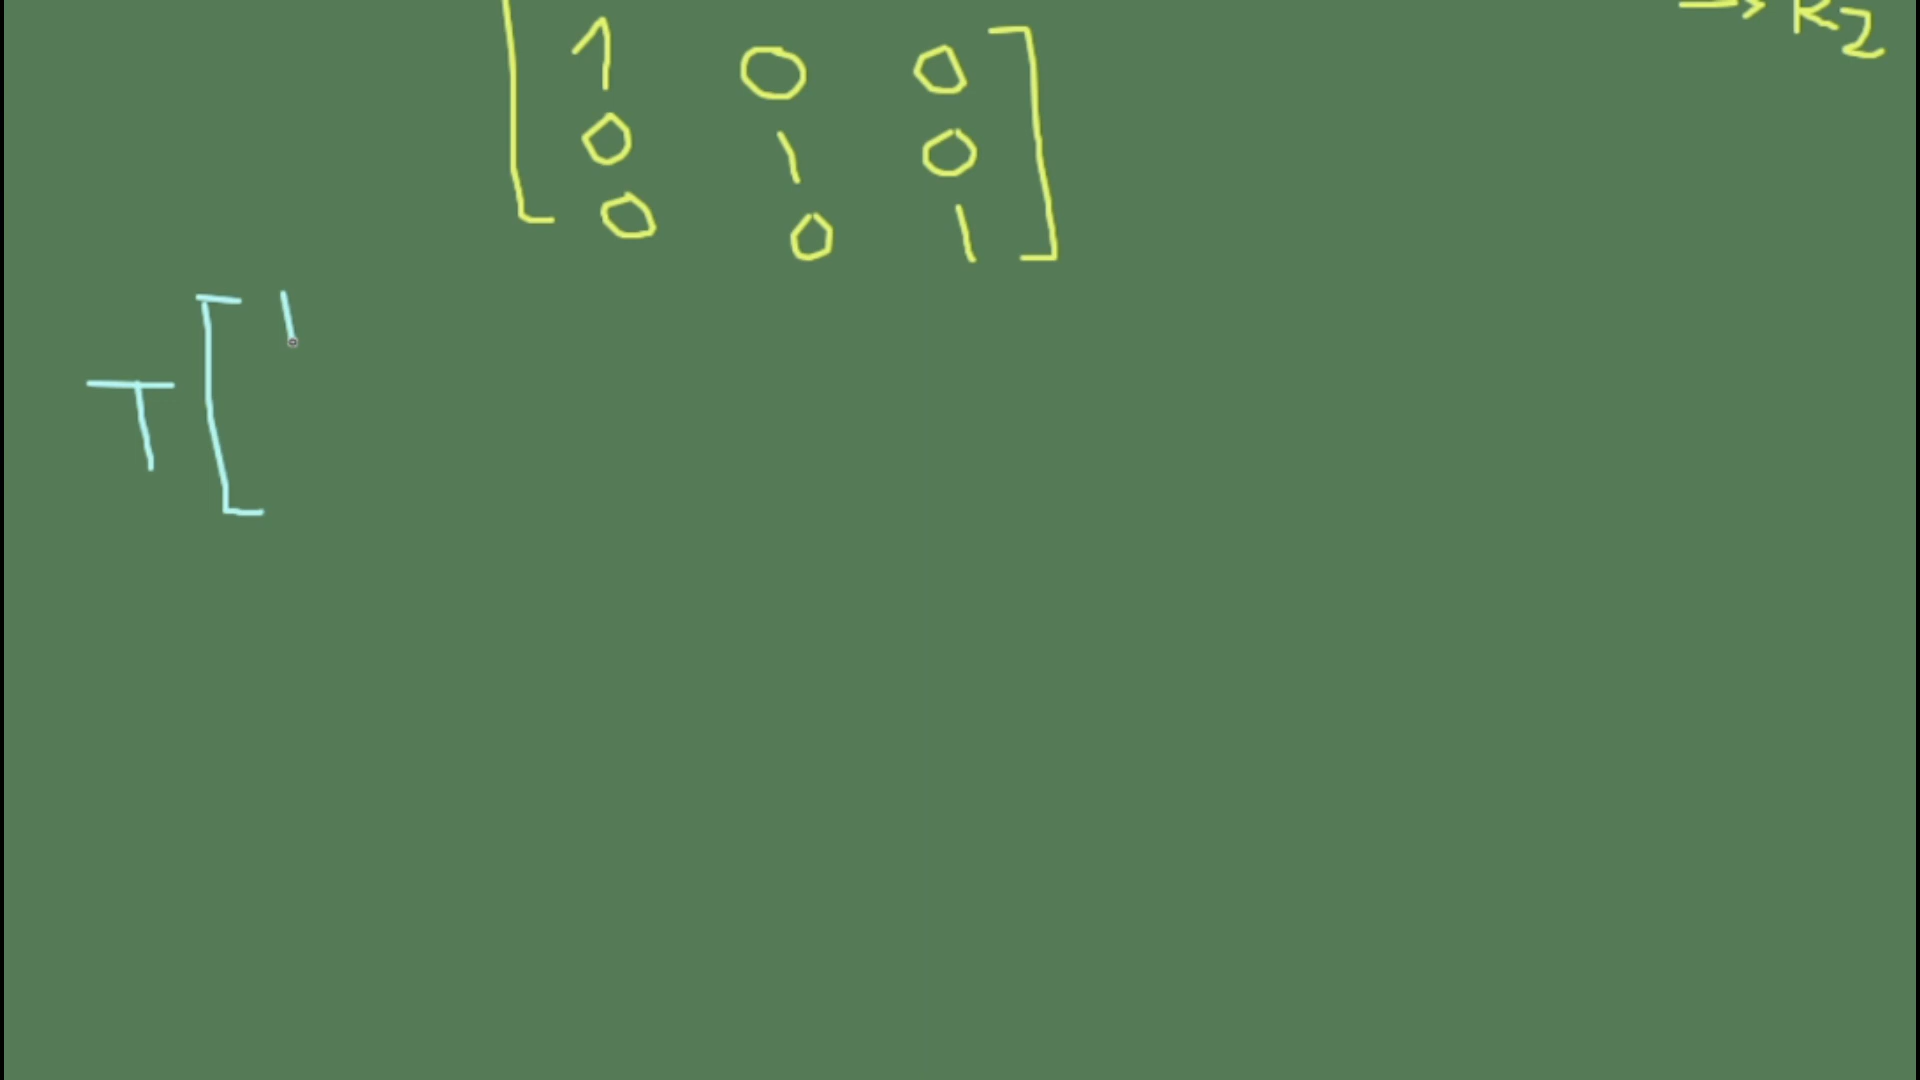 → R2
[ 1 0 0 ]
0 1 0
0 0 1
T [ 1